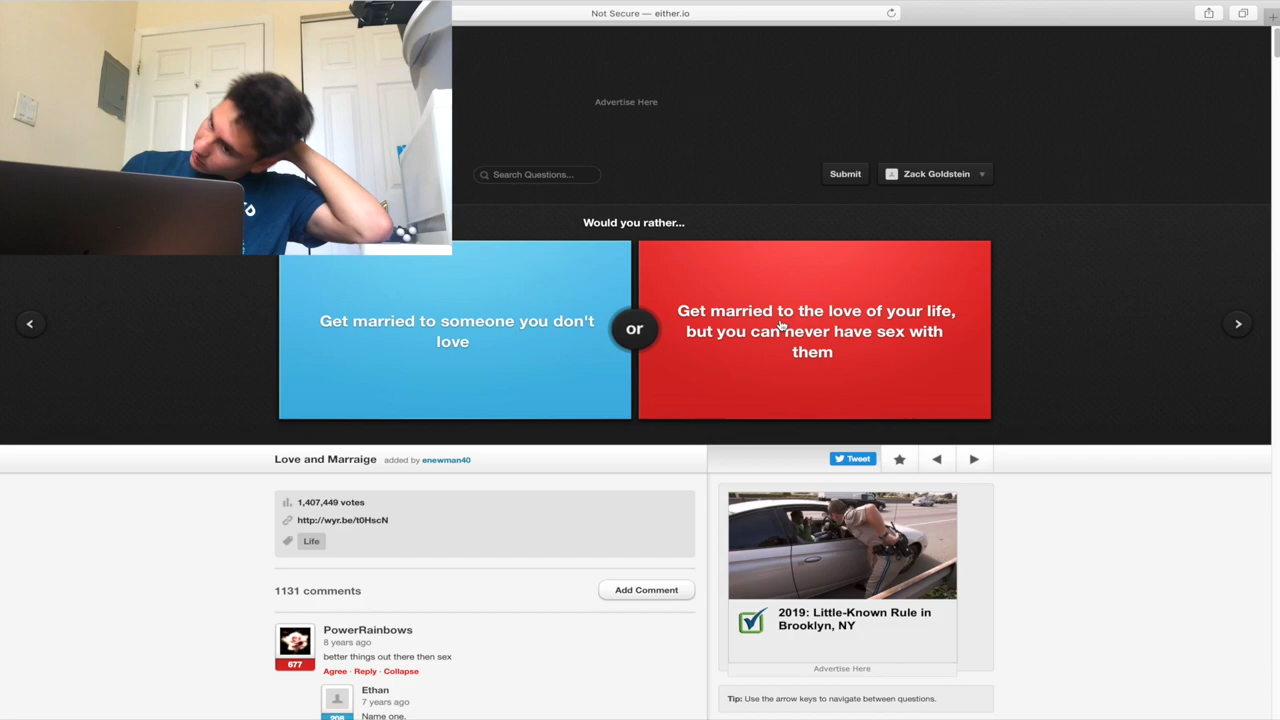 Not Secure — either.io
Advertise Here
Search Questions...
Submit
Zack Goldstein
Would you rather...
Get married to someone you don't
love
or
Get married to the love of your life,
but you can never have sex with
them
Love and Marraige added by enewman40
Tweet
1,407,449 votes
http://wyr.be/t0HscN
Life
1131 comments
Add Comment
PowerRainbows
8 years ago
better things out there then sex
677
Agree · Reply · Collapse
Ethan
7 years ago
Name one.
208
2019: Little-Known Rule in
Brooklyn, NY
Advertise Here
Tip: Use the arrow keys to navigate between questions.